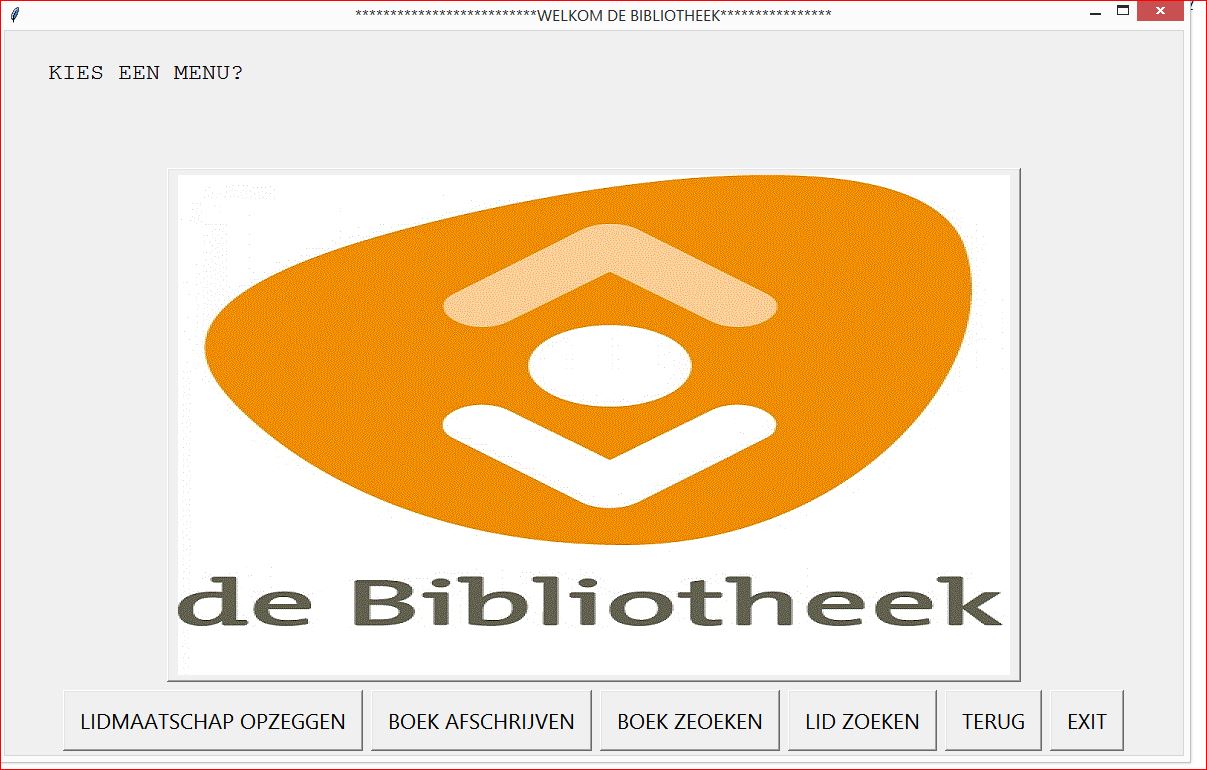 **************************WELKOM DE BIBLIOTHEEK****************
KIES EEN MENU?
de Bibliotheek
LIDMAATSCHAP OPZEGGEN BOEK AFSCHRIJVEN BOEK ZEOEKEN LID ZOEKEN TERUG EXIT